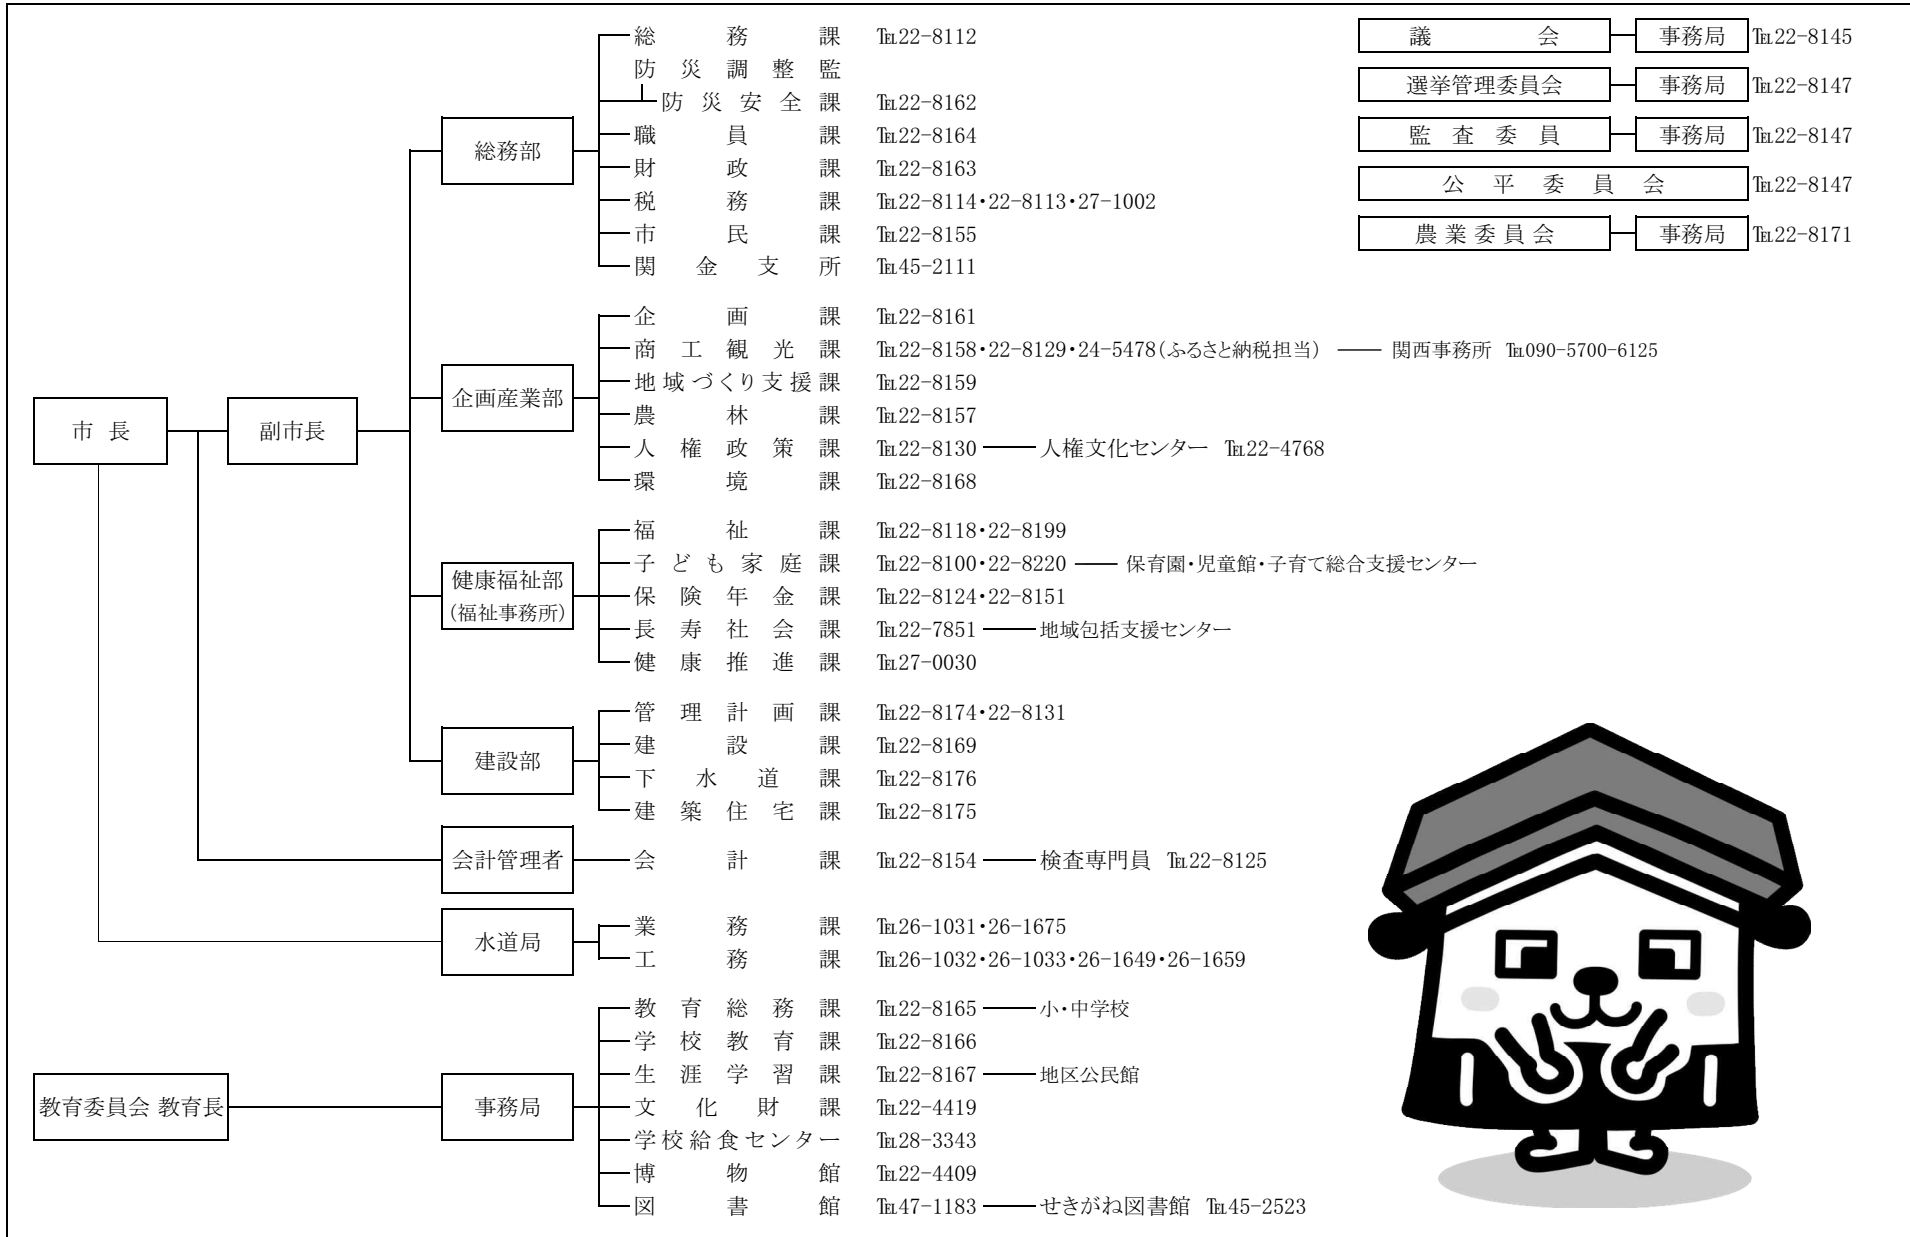 総務課 ℡22-8112
防災調整監
防災安全課 ℡22-8162
職員課 ℡22-8164
総務部
財政課 ℡22-8163
税務課 ℡22-8114・22-8113・27-1002
市民課 ℡22-8155
関金支所 ℡45-2111
議会 事務局 ℡22-8145
選挙管理委員会 事務局 ℡22-8147
監査委員 事務局 ℡22-8147
公平委員会 ℡22-8147
農業委員会 事務局 ℡22-8171
企画課 ℡22-8161
商工観光課 ℡22-8158・22-8129・24-5478(ふるさと納税担当) 関西事務所 ℡090-5700-6125
地域づくり支援課 ℡22-8159
企画産業部
農林課 ℡22-8157
市長 副市長
人権政策課 ℡22-8130 人権文化センター ℡22-4768
環境課 ℡22-8168
福祉課 ℡22-8118・22-8199
子ども家庭課 ℡22-8100・22-8220 保育園・児童館・子育て総合支援センター
健康福祉部
(福祉事務所)
保険年金課 ℡22-8124・22-8151
長寿社会課 ℡22-7851 地域包括支援センター
健康推進課 ℡27-0030
管理計画課 ℡22-8174・22-8131
建設課 ℡22-8169
建設部
下水道課 ℡22-8176
建築住宅課 ℡22-8175
会計管理者 会計課 ℡22-8154 検査専門員 ℡22-8125
業務課 ℡26-1031・26-1675
水道局
工務課 ℡26-1032・26-1033・26-1649・26-1659
教育総務課 ℡22-8165 小・中学校
学校教育課 ℡22-8166
生涯学習課 ℡22-8167 地区公民館
教育委員会 教育長 事務局 文化財課 ℡22-4419
学校給食センター ℡28-3343
博物館 ℡22-4409
図書館 ℡47-1183 せきがね図書館 ℡45-2523